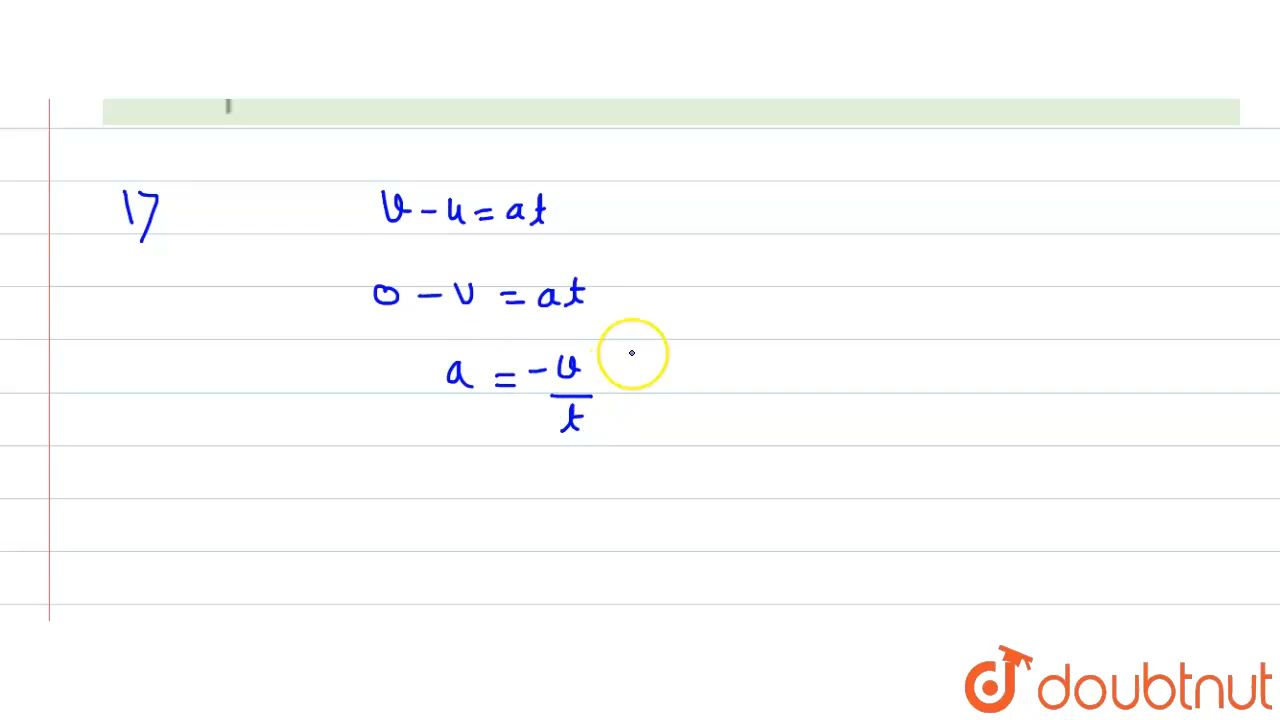 17
v - u = at
0 - v = at
a = -v/t
doubtnut